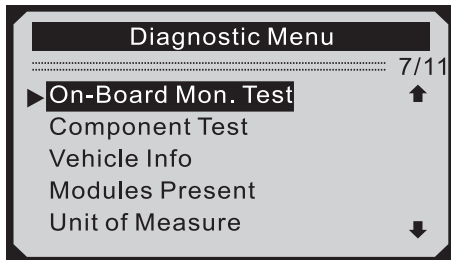 Diagnostic Menu
7/11
On-Board Mon. Test
Component Test
Vehicle Info
Modules Present
Unit of Measure